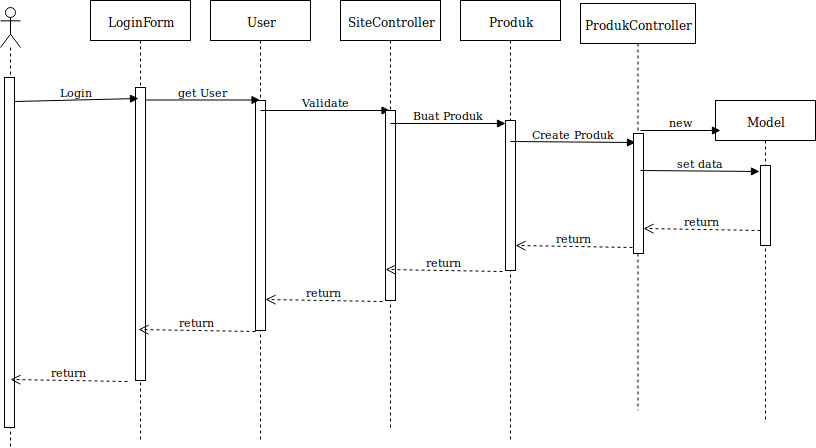 LoginForm
User
SiteController
Produk
ProdukController
Login
get User
Validate
Buat Produk
Create Produk
new
Model
set data
return
return
return
return
return
return